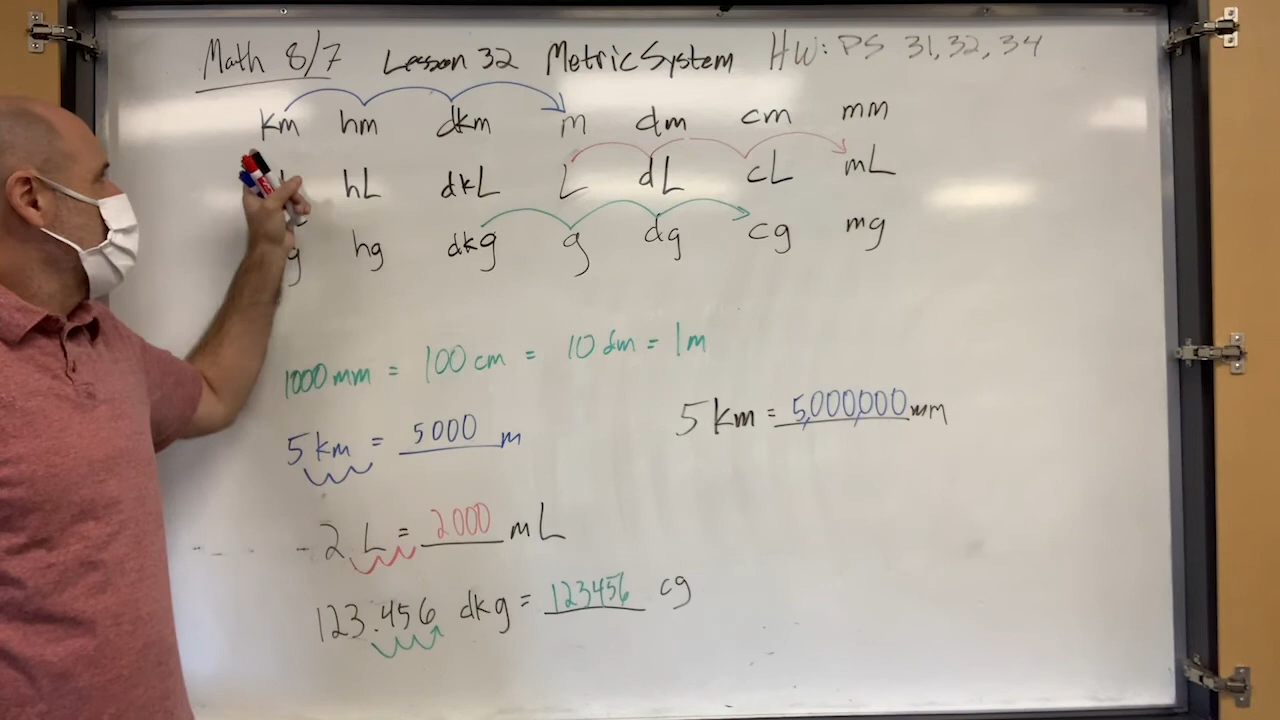 Math 8/7 Lesson 32 Metric System HW: PS 31, 32, 34
km hm dkm m dm cm mm
hL dkL L dL cL mL
g hg dkg g dg cg mg
1000 mm = 100 cm = 10 dm = 1 m
5 km = 5000 m
5 km = 5,000,000 mm
2 L = 2000 mL
123.456 dkg = 123456 cg